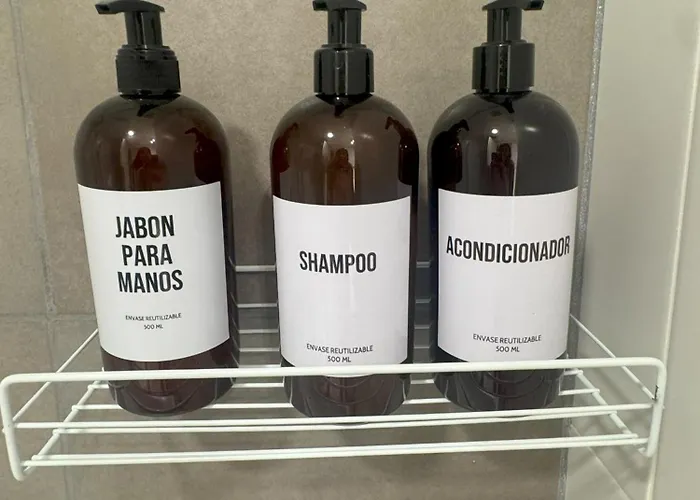 JABON
PARA
MANOS
ENVASE REUTILIZABLE
500 ML
SHAMPOO
ENVASE REUTILIZABLE
500 ML
ACONDICIONADOR
ENVASE REUTILIZABLE
500 ML